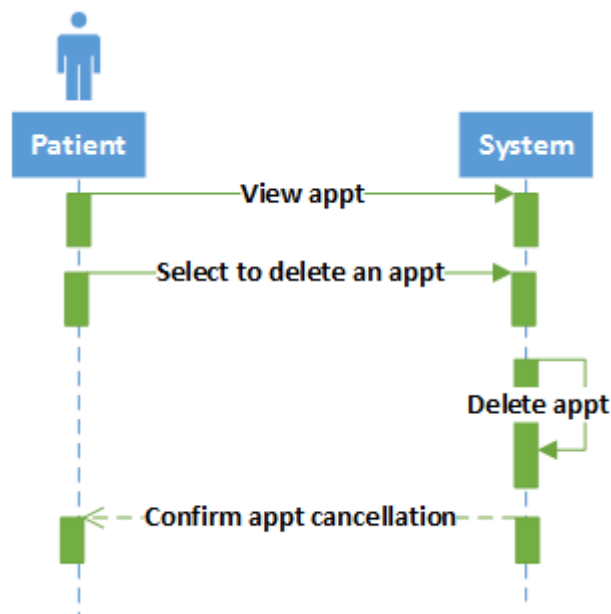 Patient
System
View appt
Select to delete an appt
Delete appt
Confirm appt cancellation